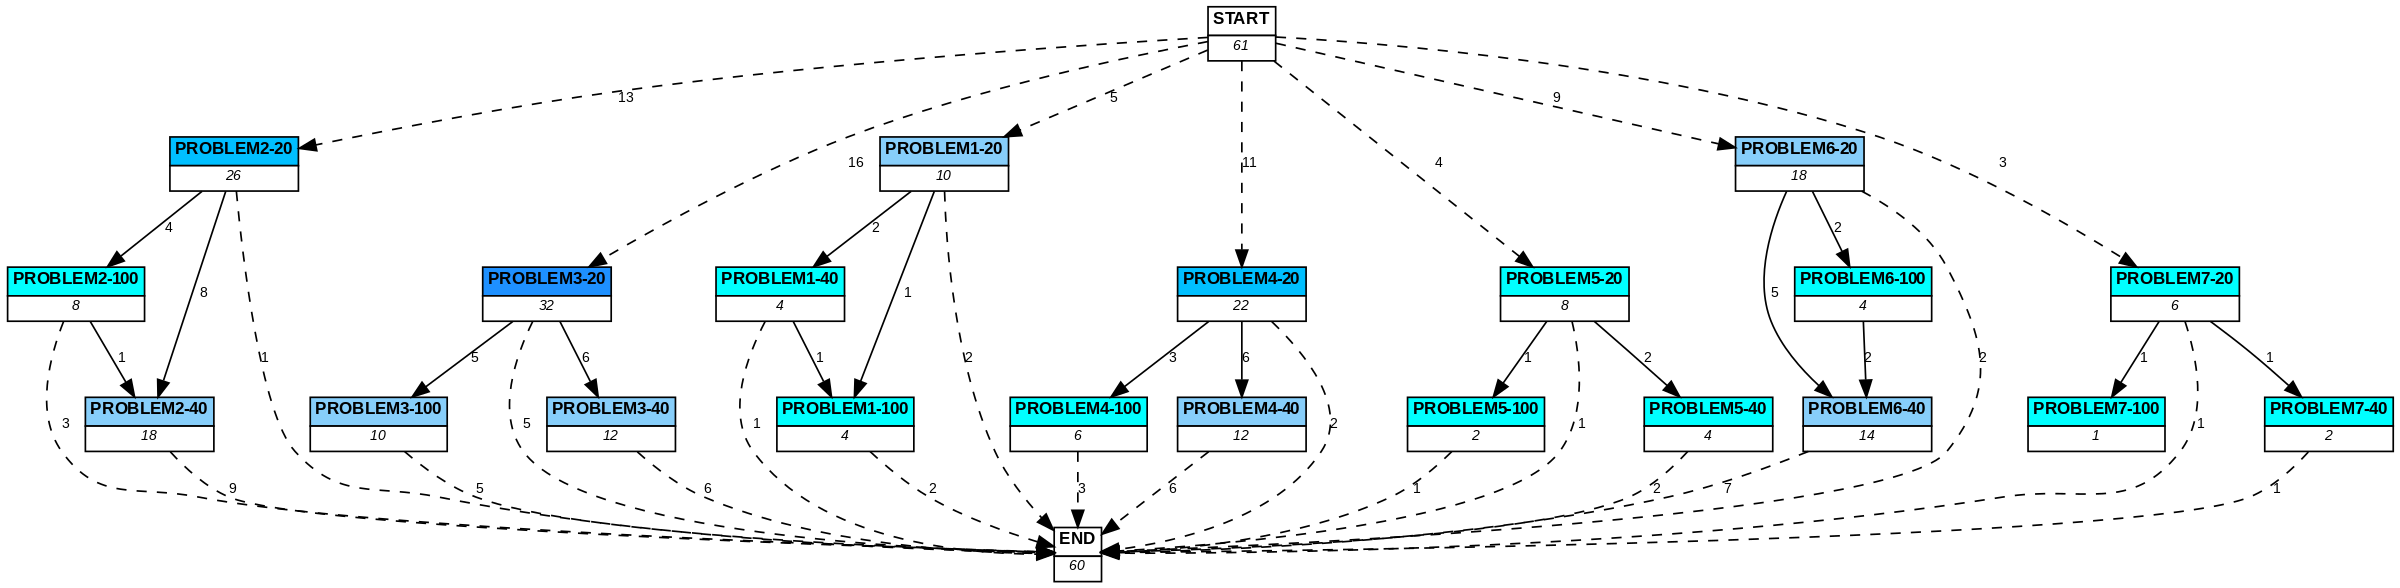 START
61
13
5
9
16
11
4
3
PROBLEM2-20
26
PROBLEM1-20
10
PROBLEM6-20
18
4
8
2
1
5
2
PROBLEM2-100
8
PROBLEM3-20
32
PROBLEM1-40
4
PROBLEM4-20
22
PROBLEM5-20
8
PROBLEM6-100
4
PROBLEM7-20
6
1
1
5
6
1
2
3
6
1
2
2
2
1
1
PROBLEM2-40
18
PROBLEM3-100
10
PROBLEM3-40
12
PROBLEM1-100
4
PROBLEM4-100
6
PROBLEM4-40
12
PROBLEM5-100
2
PROBLEM5-40
4
PROBLEM6-40
14
PROBLEM7-100
1
PROBLEM7-40
2
3
5
1
2
1
1
9
5
6
2
3
6
1
2
7
1
END
60